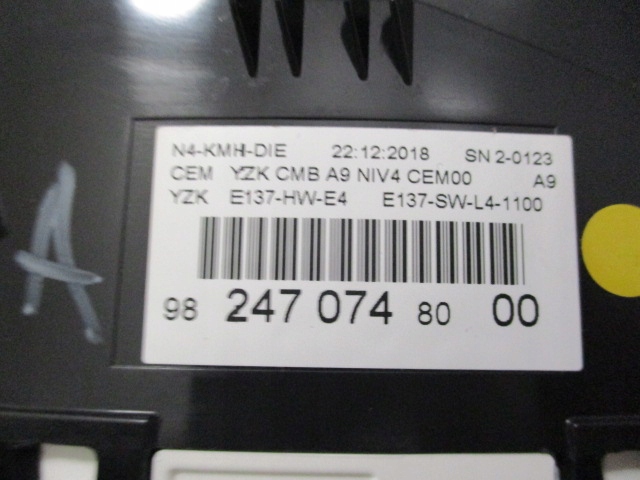 N4-KMH-DIE 22:12:2018 SN 2-0123
CEM YZK CMB A9 NIV4 CEM00 A9
YZK E137-HW-E4 E137-SW-L4-1100
98 247 074 80 00
A